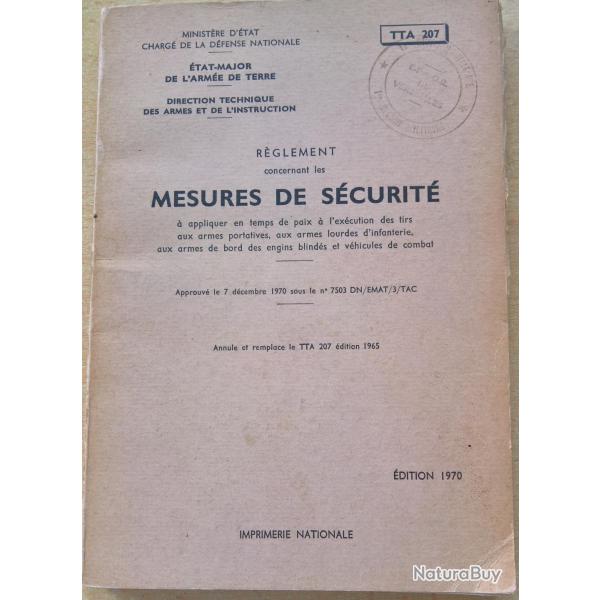 MINISTÈRE D'ÉTAT
CHARGÉ DE LA DÉFENSE NATIONALE
ÉTAT-MAJOR
DE L'ARMÉE DE TERRE
DIRECTION TECHNIQUE
DES ARMES ET DE L'INSTRUCTION
TTA 207
RÈGLEMENT
concernant les
MESURES DE SÉCURITÉ
à appliquer en temps de paix à l'exécution des tirs
aux armes portatives, aux armes lourdes d'infanterie,
aux armes de bord des engins blindés et véhicules de combat
Approuvé le 7 décembre 1970 sous le n° 7503 DN/EMAT/3/TAC
Annule et remplace le TTA 207 édition 1965
ÉDITION 1970
IMPRIMERIE NATIONALE
NaturaBuy